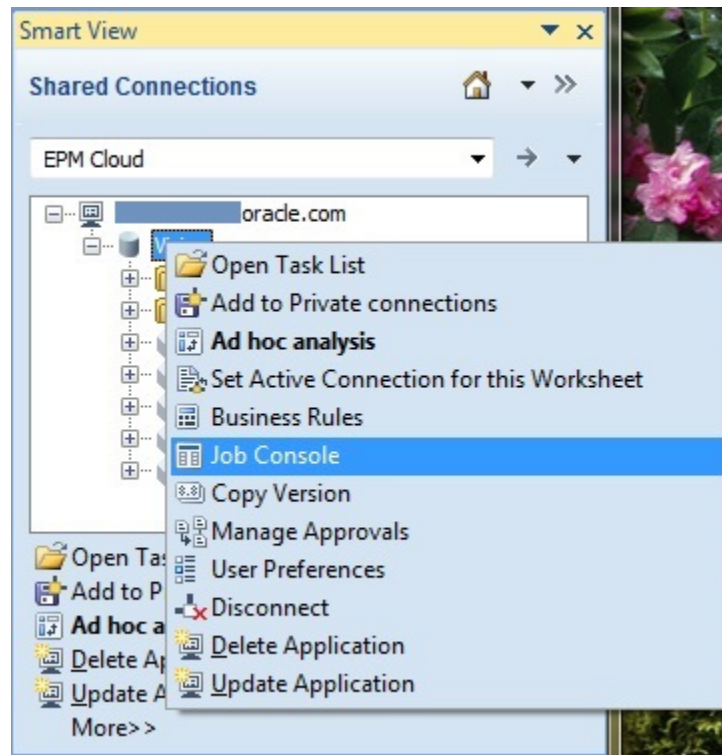 Smart View
Shared Connections
EPM Cloud
oracle.com
Open Task List
Add to Private connections
Ad hoc analysis
Set Active Connection for this Worksheet
Business Rules
Job Console
Copy Version
Manage Approvals
User Preferences
Disconnect
Delete Application
Update Application
Open Ta
Add to P
Ad hoc a
Delete A
Update A
More>>